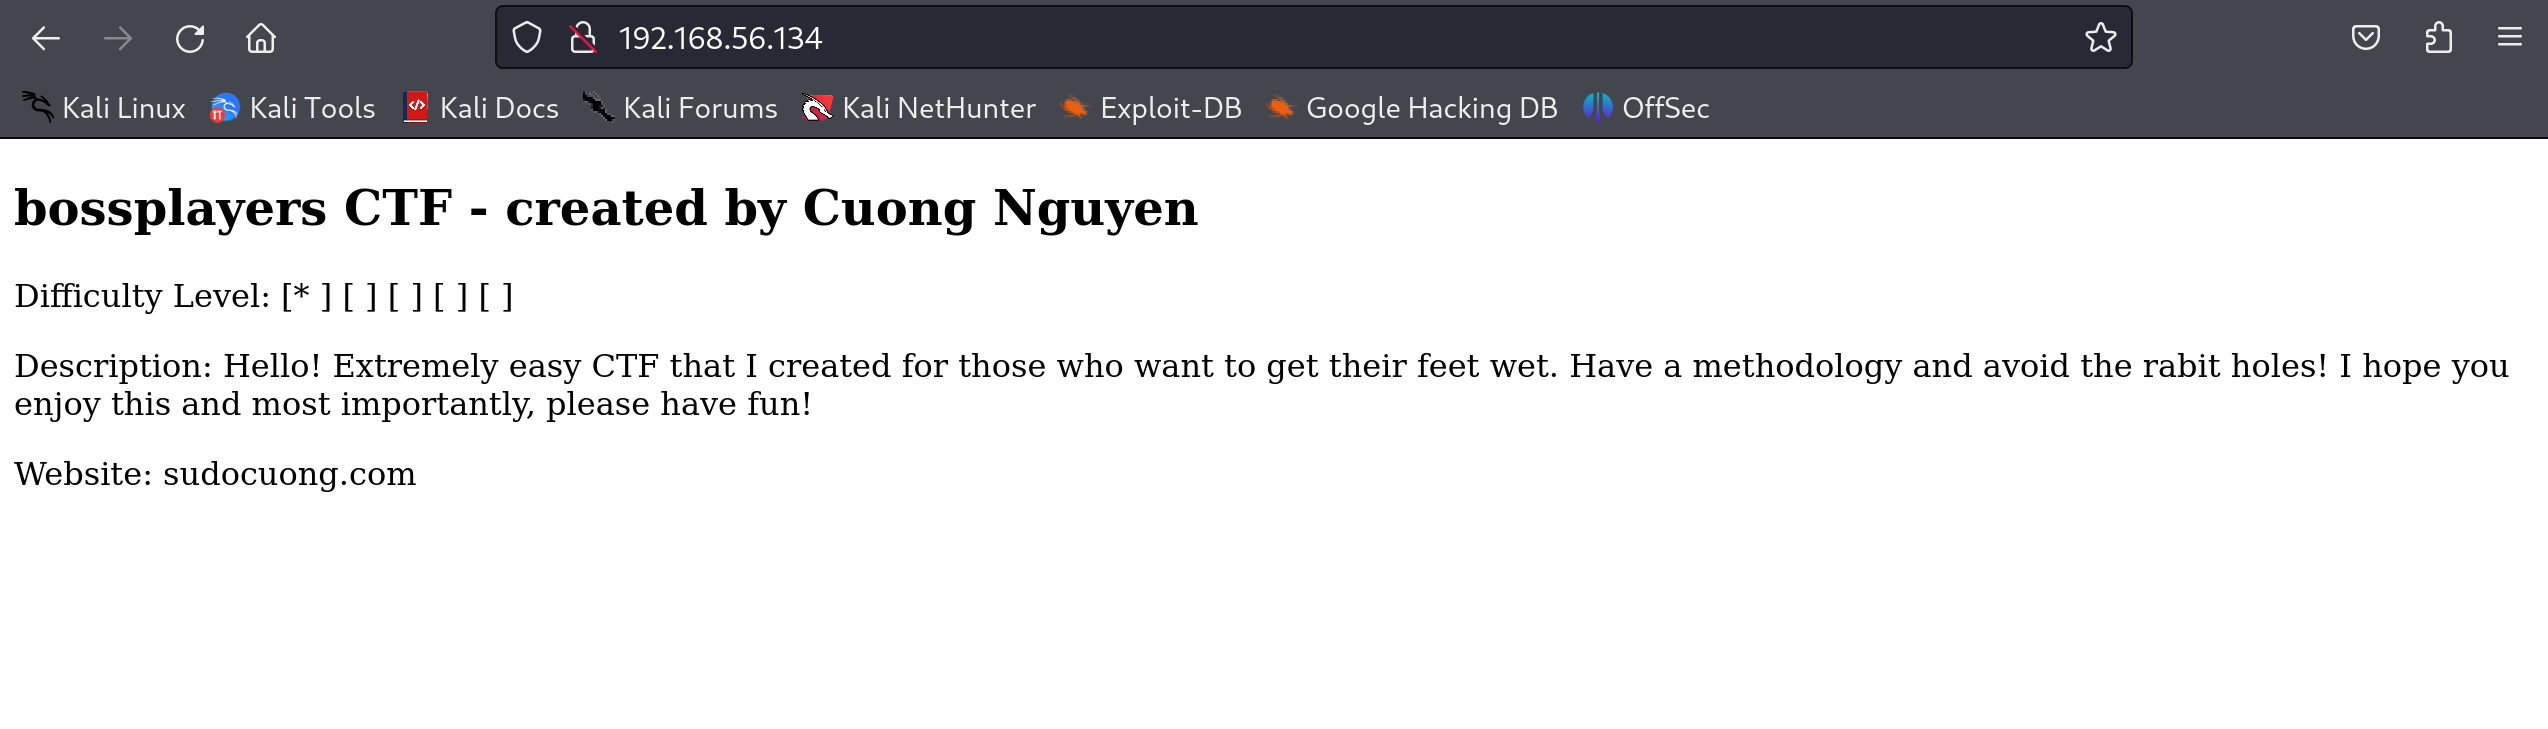 192.168.56.134
Kali Linux Kali Tools Kali Docs Kali Forums Kali NetHunter Exploit-DB Google Hacking DB OffSec
bossplayers CTF - created by Cuong Nguyen
Difficulty Level: [* ] [ ] [ ] [ ] [ ]
Description: Hello! Extremely easy CTF that I created for those who want to get their feet wet. Have a methodology and avoid the rabit holes! I hope you
enjoy this and most importantly, please have fun!
Website: sudocuong.com